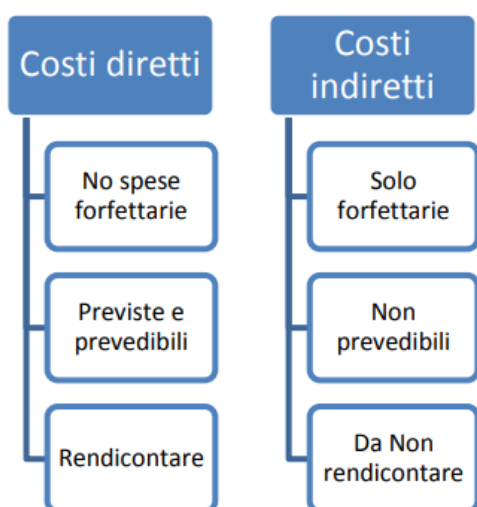 Costi diretti
No spese
forfettarie
Previste e
prevedibili
Rendicontare
Costi
indiretti
Solo
forfettarie
Non
prevedibili
Da Non
rendicontare